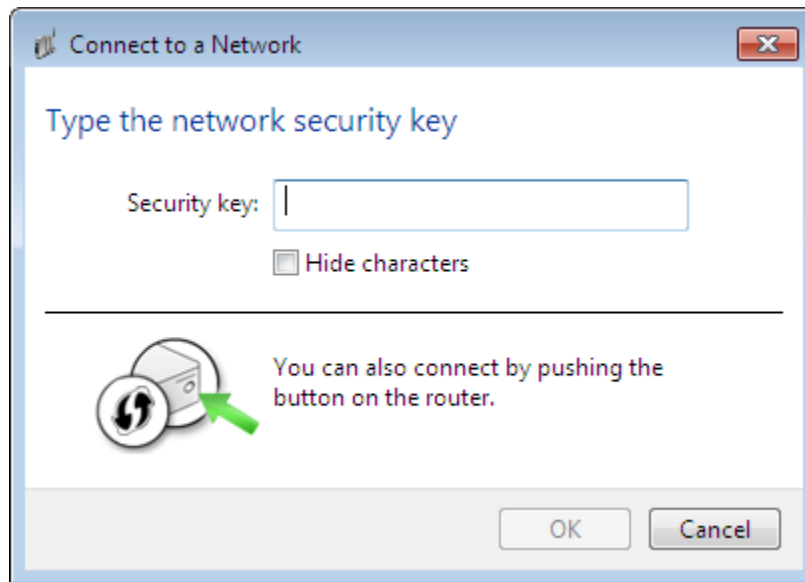 Connect to a Network
Type the network security key
Security key:
Hide characters
You can also connect by pushing the
button on the router.
OK
Cancel